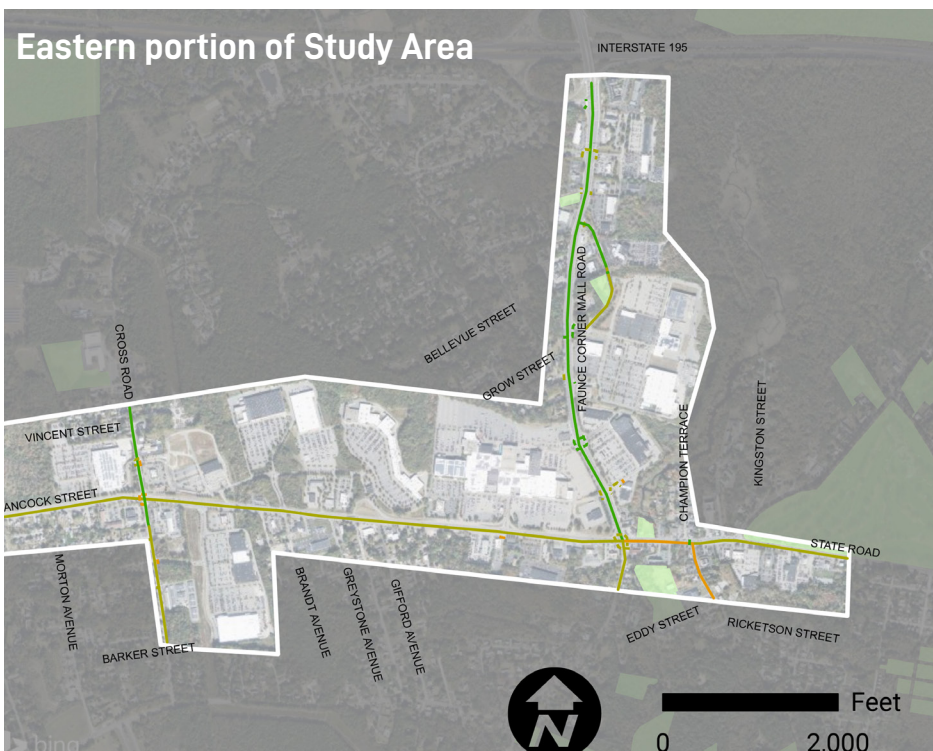 Eastern portion of Study Area
INTERSTATE 195
FAUNCE CORNER MALL ROAD
BELLEVUE STREET
GROW STREET
CROSS ROAD
VINCENT STREET
ANCOCK STREET
CHAMPION TERRACE
KINGSTON STREET
STATE ROAD
MORTON AVENUE
BARKER STREET
BRANDT AVENUE
GREYSTONE AVENUE
GIFFORD AVENUE
EDDY STREET
RICKETSON STREET
N
Feet
0 2,000
bing